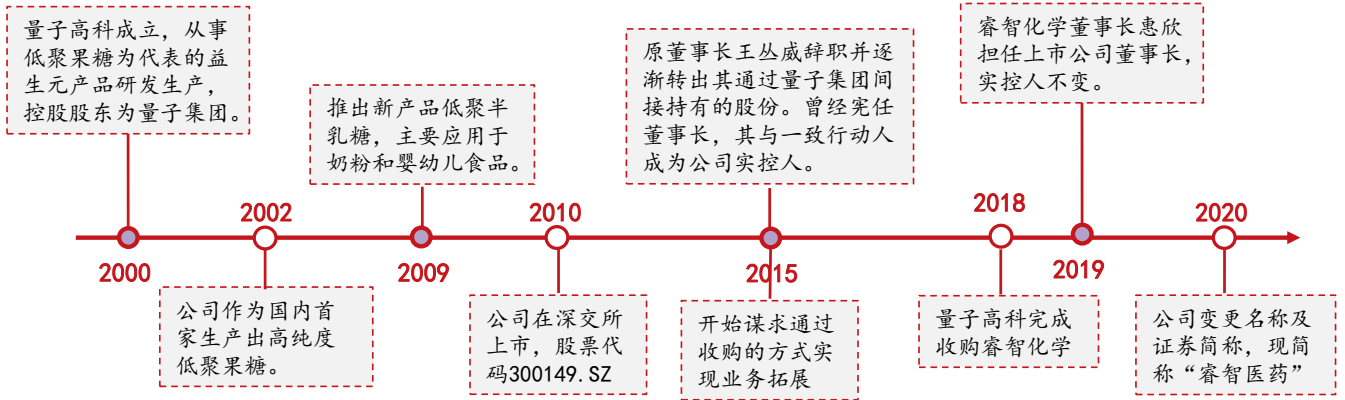 量子高科成立，从事
低聚果糖为代表的益
生元产品研发生产，
控股股东为量子集团。
2000
2002
公司作为国内首
家生产出高纯度
低聚果糖。
推出新产品低聚半
乳糖，主要应用于
奶粉和婴幼儿食品。
2009
2010
公司在深交所
上市，股票代
码300149.SZ
原董事长王丛威辞职并逐
渐转出其通过量子集团间
接持有的股份。曾经宪任
董事长，其与一致行动人
成为公司实控人。
2015
开始谋求通过
收购的方式实
现业务拓展
2018
量子高科完成
收购睿智化学
睿智化学董事长惠欣
担任上市公司董事长，
实控人不变。
2019
2020
公司变更名称及
证券简称，现简
称“睿智医药”